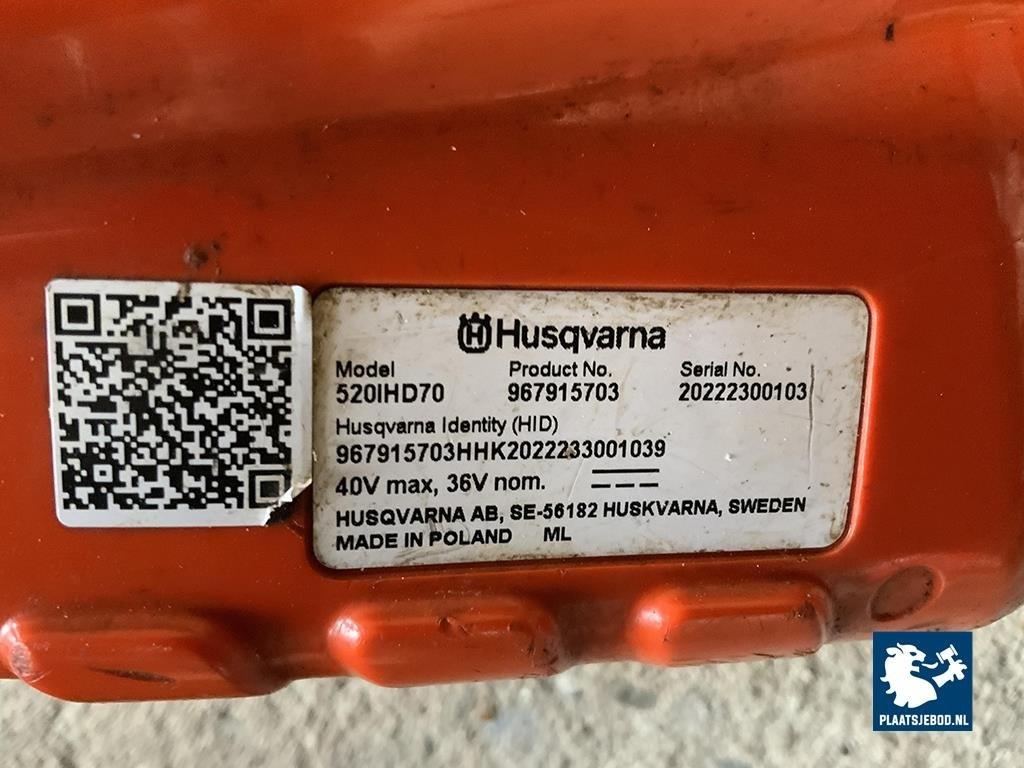 Husqvarna
Model Product No. Serial No.
520IHD70 967915703 20222300103
Husqvarna Identity (HID)
967915703HHK2022233001039
40V max, 36V nom.
HUSQVARNA AB, SE-56182 HUSKVARNA, SWEDEN
MADE IN POLAND ML
PLAATSJEBOD.NL